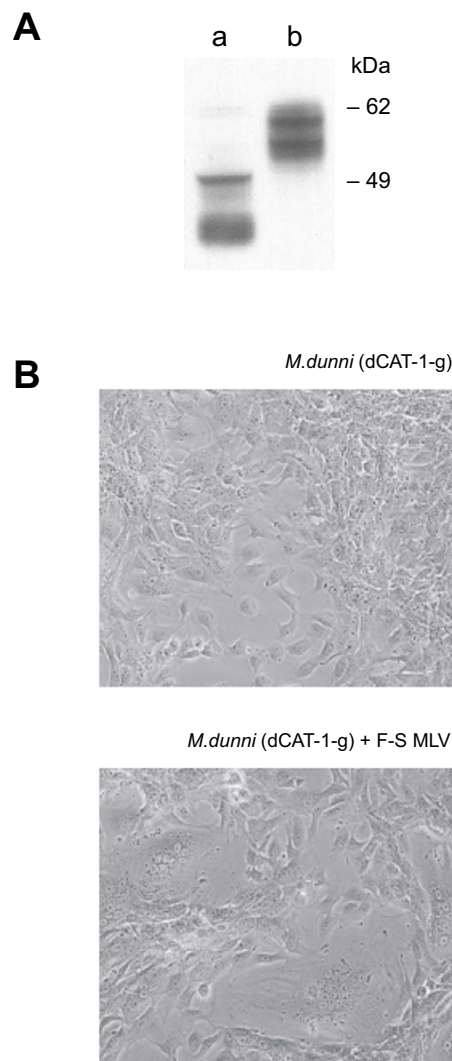 A
a b
kDa
– 62
– 49
B
M.dunni (dCAT-1-g)
M.dunni (dCAT-1-g) + F-S MLV